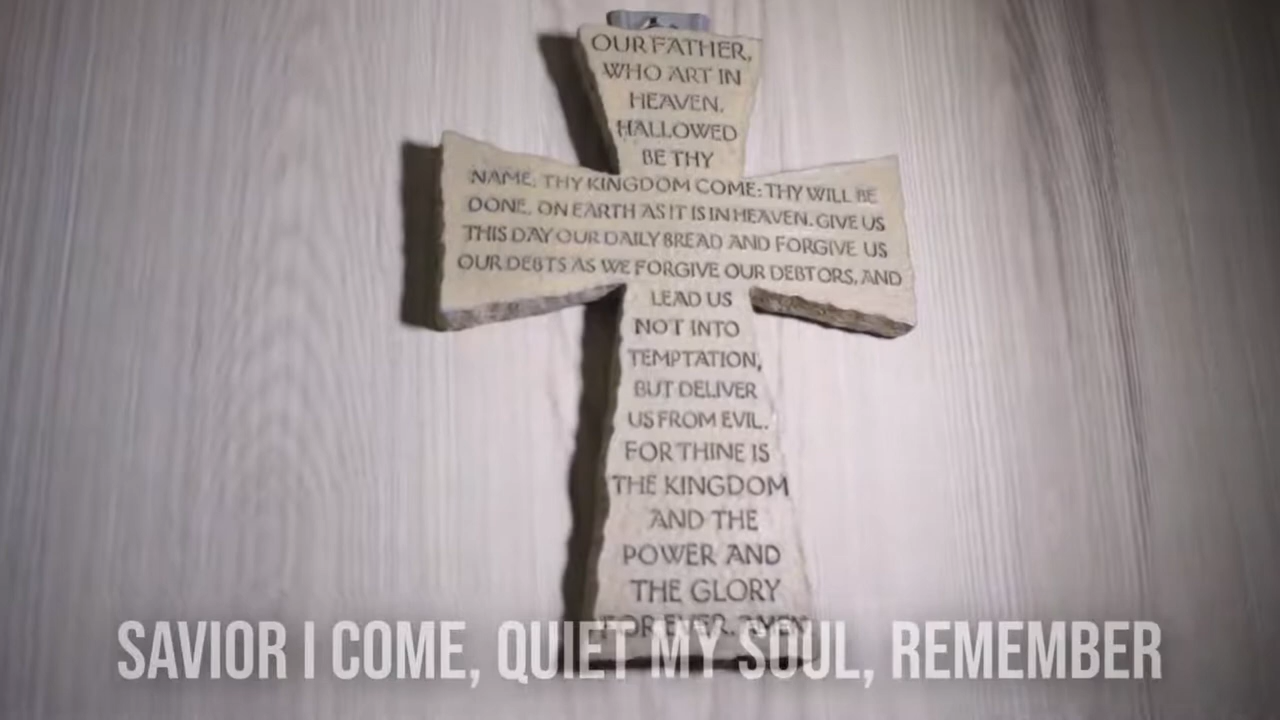 OUR FATHER,
WHO ART IN
HEAVEN.
HALLOWED
BE THY
NAME; THY KINGDOM COME: THY WILL BE
DONE, ON EARTH AS IT IS IN HEAVEN. GIVE US
THIS DAY OUR DAILY BREAD AND FORGIVE US
OUR DEBTS AS WE FORGIVE OUR DEBTORS, AND
LEAD US
NOT INTO
TEMPTATION,
BUT DELIVER
US FROM EVIL.
FOR THINE IS
THE KINGDOM
AND THE
POWER AND
THE GLORY
FOR EVER. AMEN
SAVIOR I COME, QUIET MY SOUL, REMEMBER